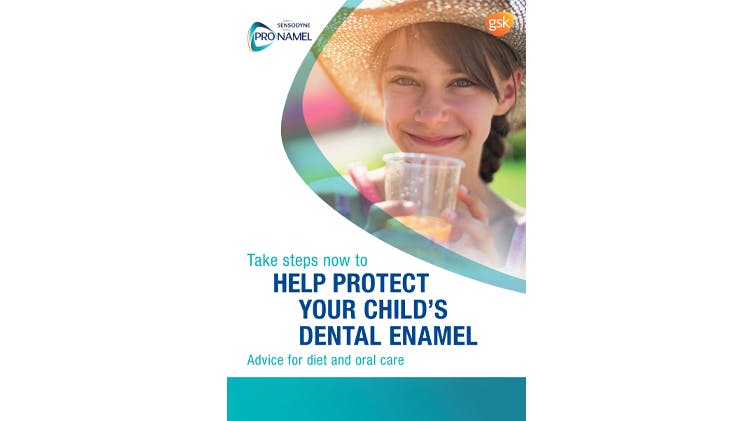 SENSODYNE
PRONAMEL
gsk
Take steps now to
HELP PROTECT
YOUR CHILD'S
DENTAL ENAMEL
Advice for diet and oral care